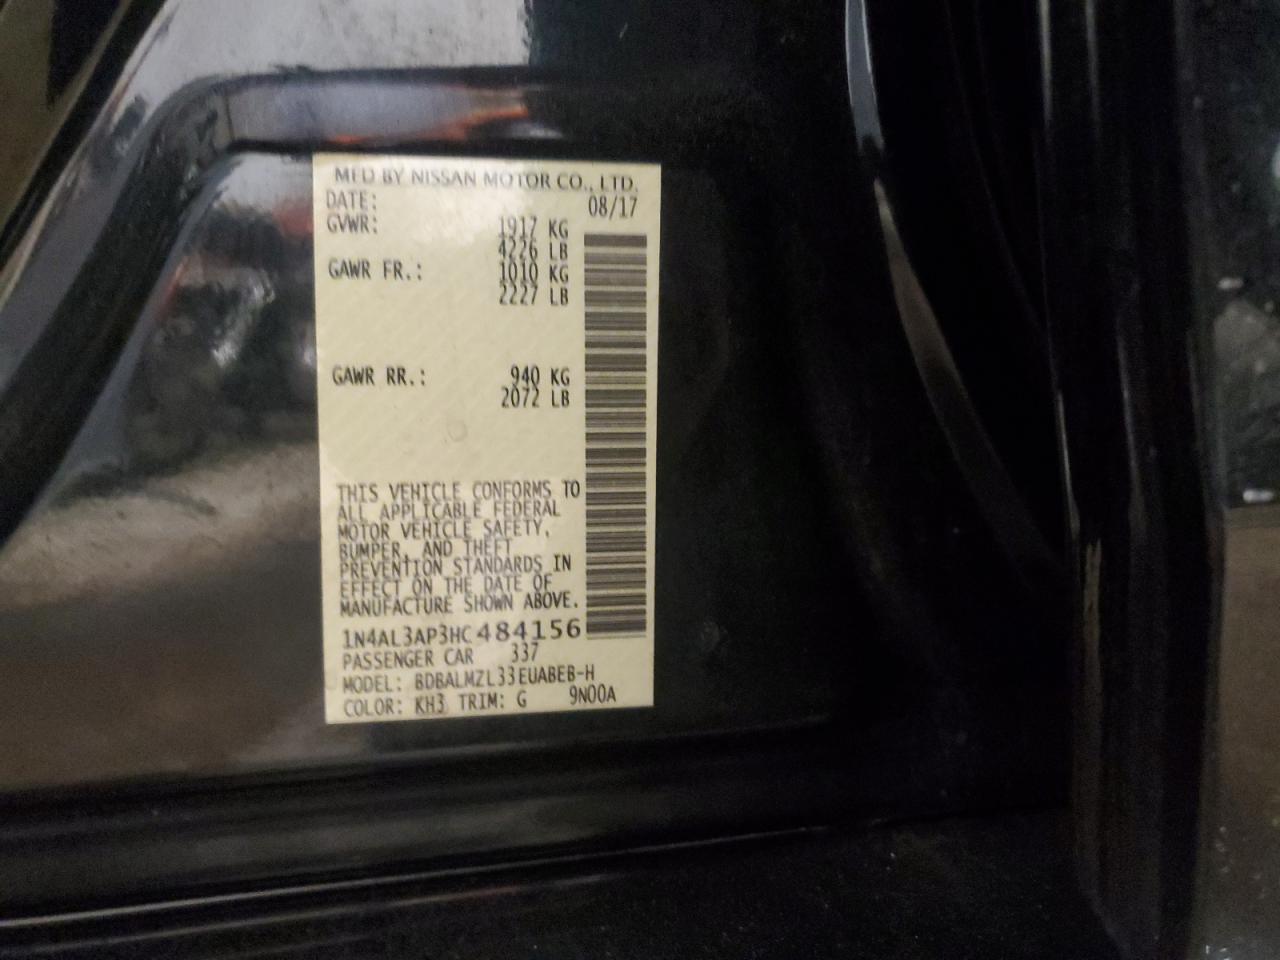 MFD BY NISSAN MOTOR CO., LTD.
DATE: 08/17
GVWR: 1917 KG
4226 LB
GAWR FR.: 1010 KG
2227 LB
GAWR RR.: 940 KG
2072 LB
THIS VEHICLE CONFORMS TO
ALL APPLICABLE FEDERAL
MOTOR VEHICLE SAFETY,
BUMPER, AND THEFT
PREVENTION STANDARDS IN
EFFECT ON THE DATE OF
MANUFACTURE SHOWN ABOVE.
1N4AL3AP3HC484156
PASSENGER CAR 337
MODEL: BDBALMZL33EUABEB-H
COLOR: KH3 TRIM: G 9N00A